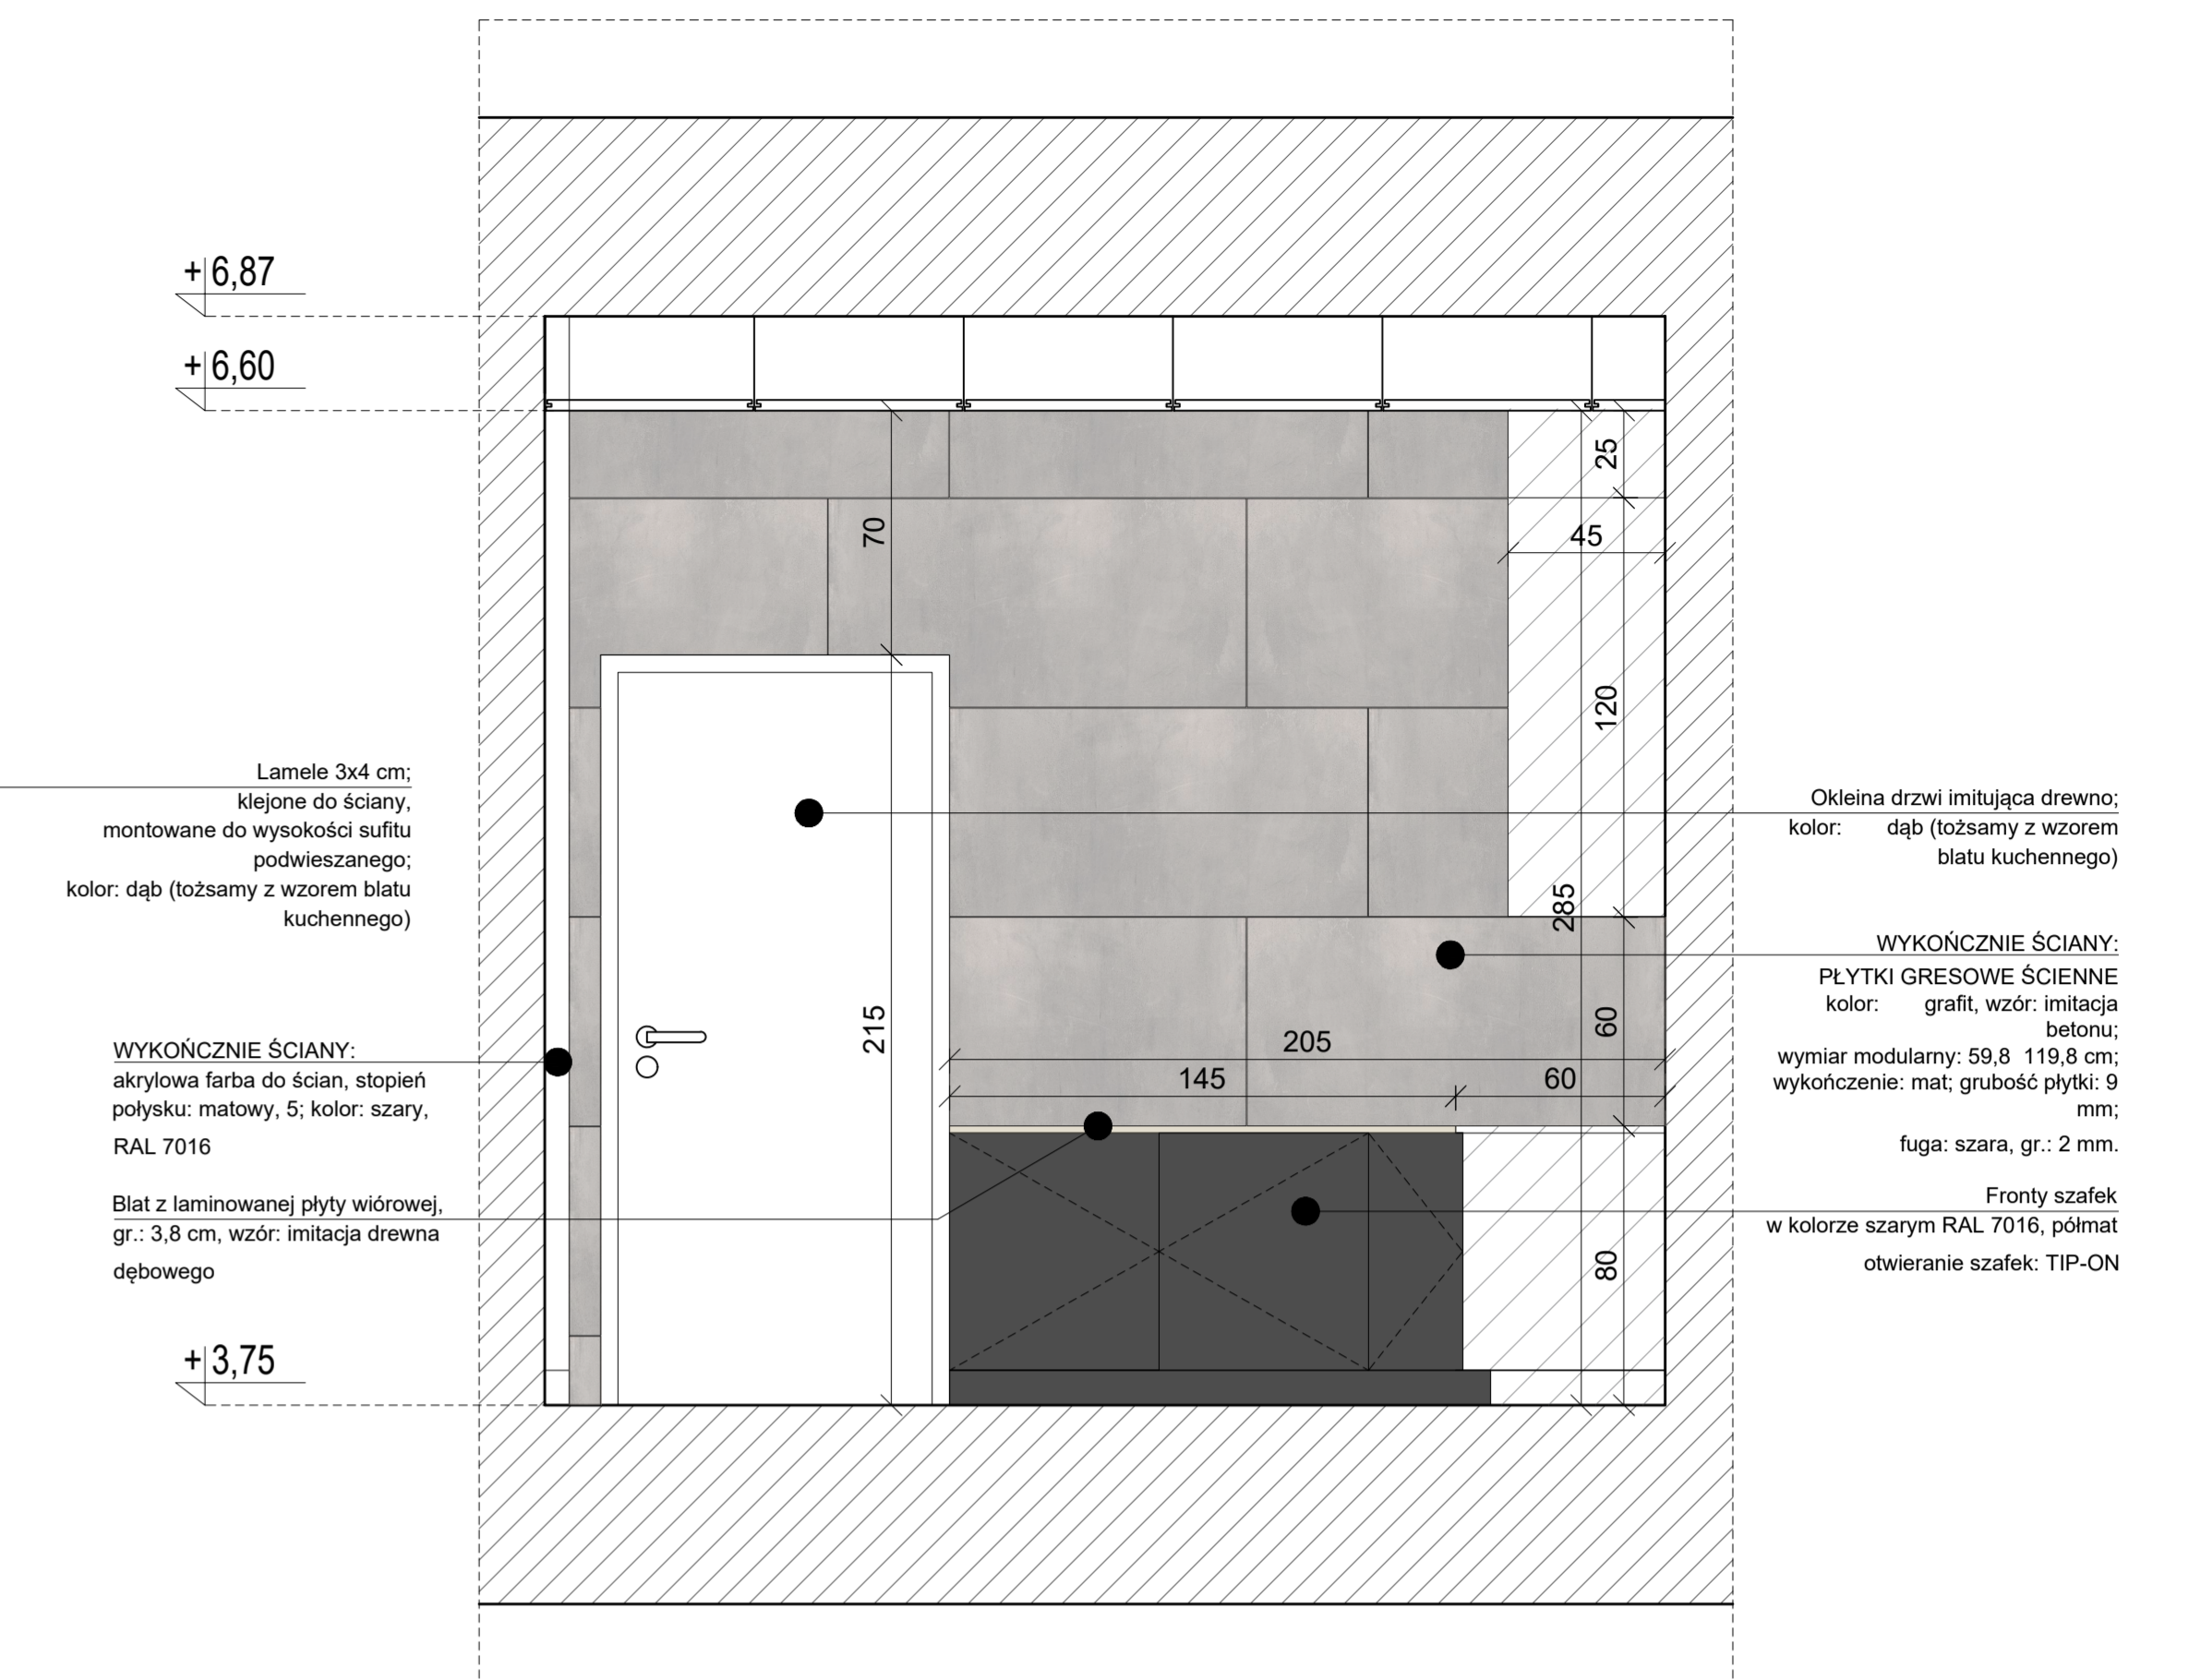 +6,87
+6,60
25
70
45
120
Lamele 3x4 cm;
klejone do ściany,
montowane do wysokości sufitu
podwieszanego;
kolor: dąb (tożsamy z wzorem blatu
kuchennego)
Okleina drzwi imitująca drewno;
kolor: dąb (tożsamy z wzorem
blatu kuchennego)
285
WYKOŃCZNIE ŚCIANY:
PŁYTKI GRESOWE ŚCIENNE
kolor: grafit, wzór: imitacja
betonu;
wymiar modularny: 59,8 119,8 cm;
wykończenie: mat; grubość płytki: 9
mm;
fuga: szara, gr.: 2 mm.
215
60
205
145
60
WYKOŃCZNIE ŚCIANY:
akrylowa farba do ścian, stopień
połysku: matowy, 5; kolor: szary,
RAL 7016
Blat z laminowanej płyty wiórowej,
gr.: 3,8 cm, wzór: imitacja drewna
dębowego
Fronty szafek
w kolorze szarym RAL 7016, półmat
otwieranie szafek: TIP-ON
80
+3,75